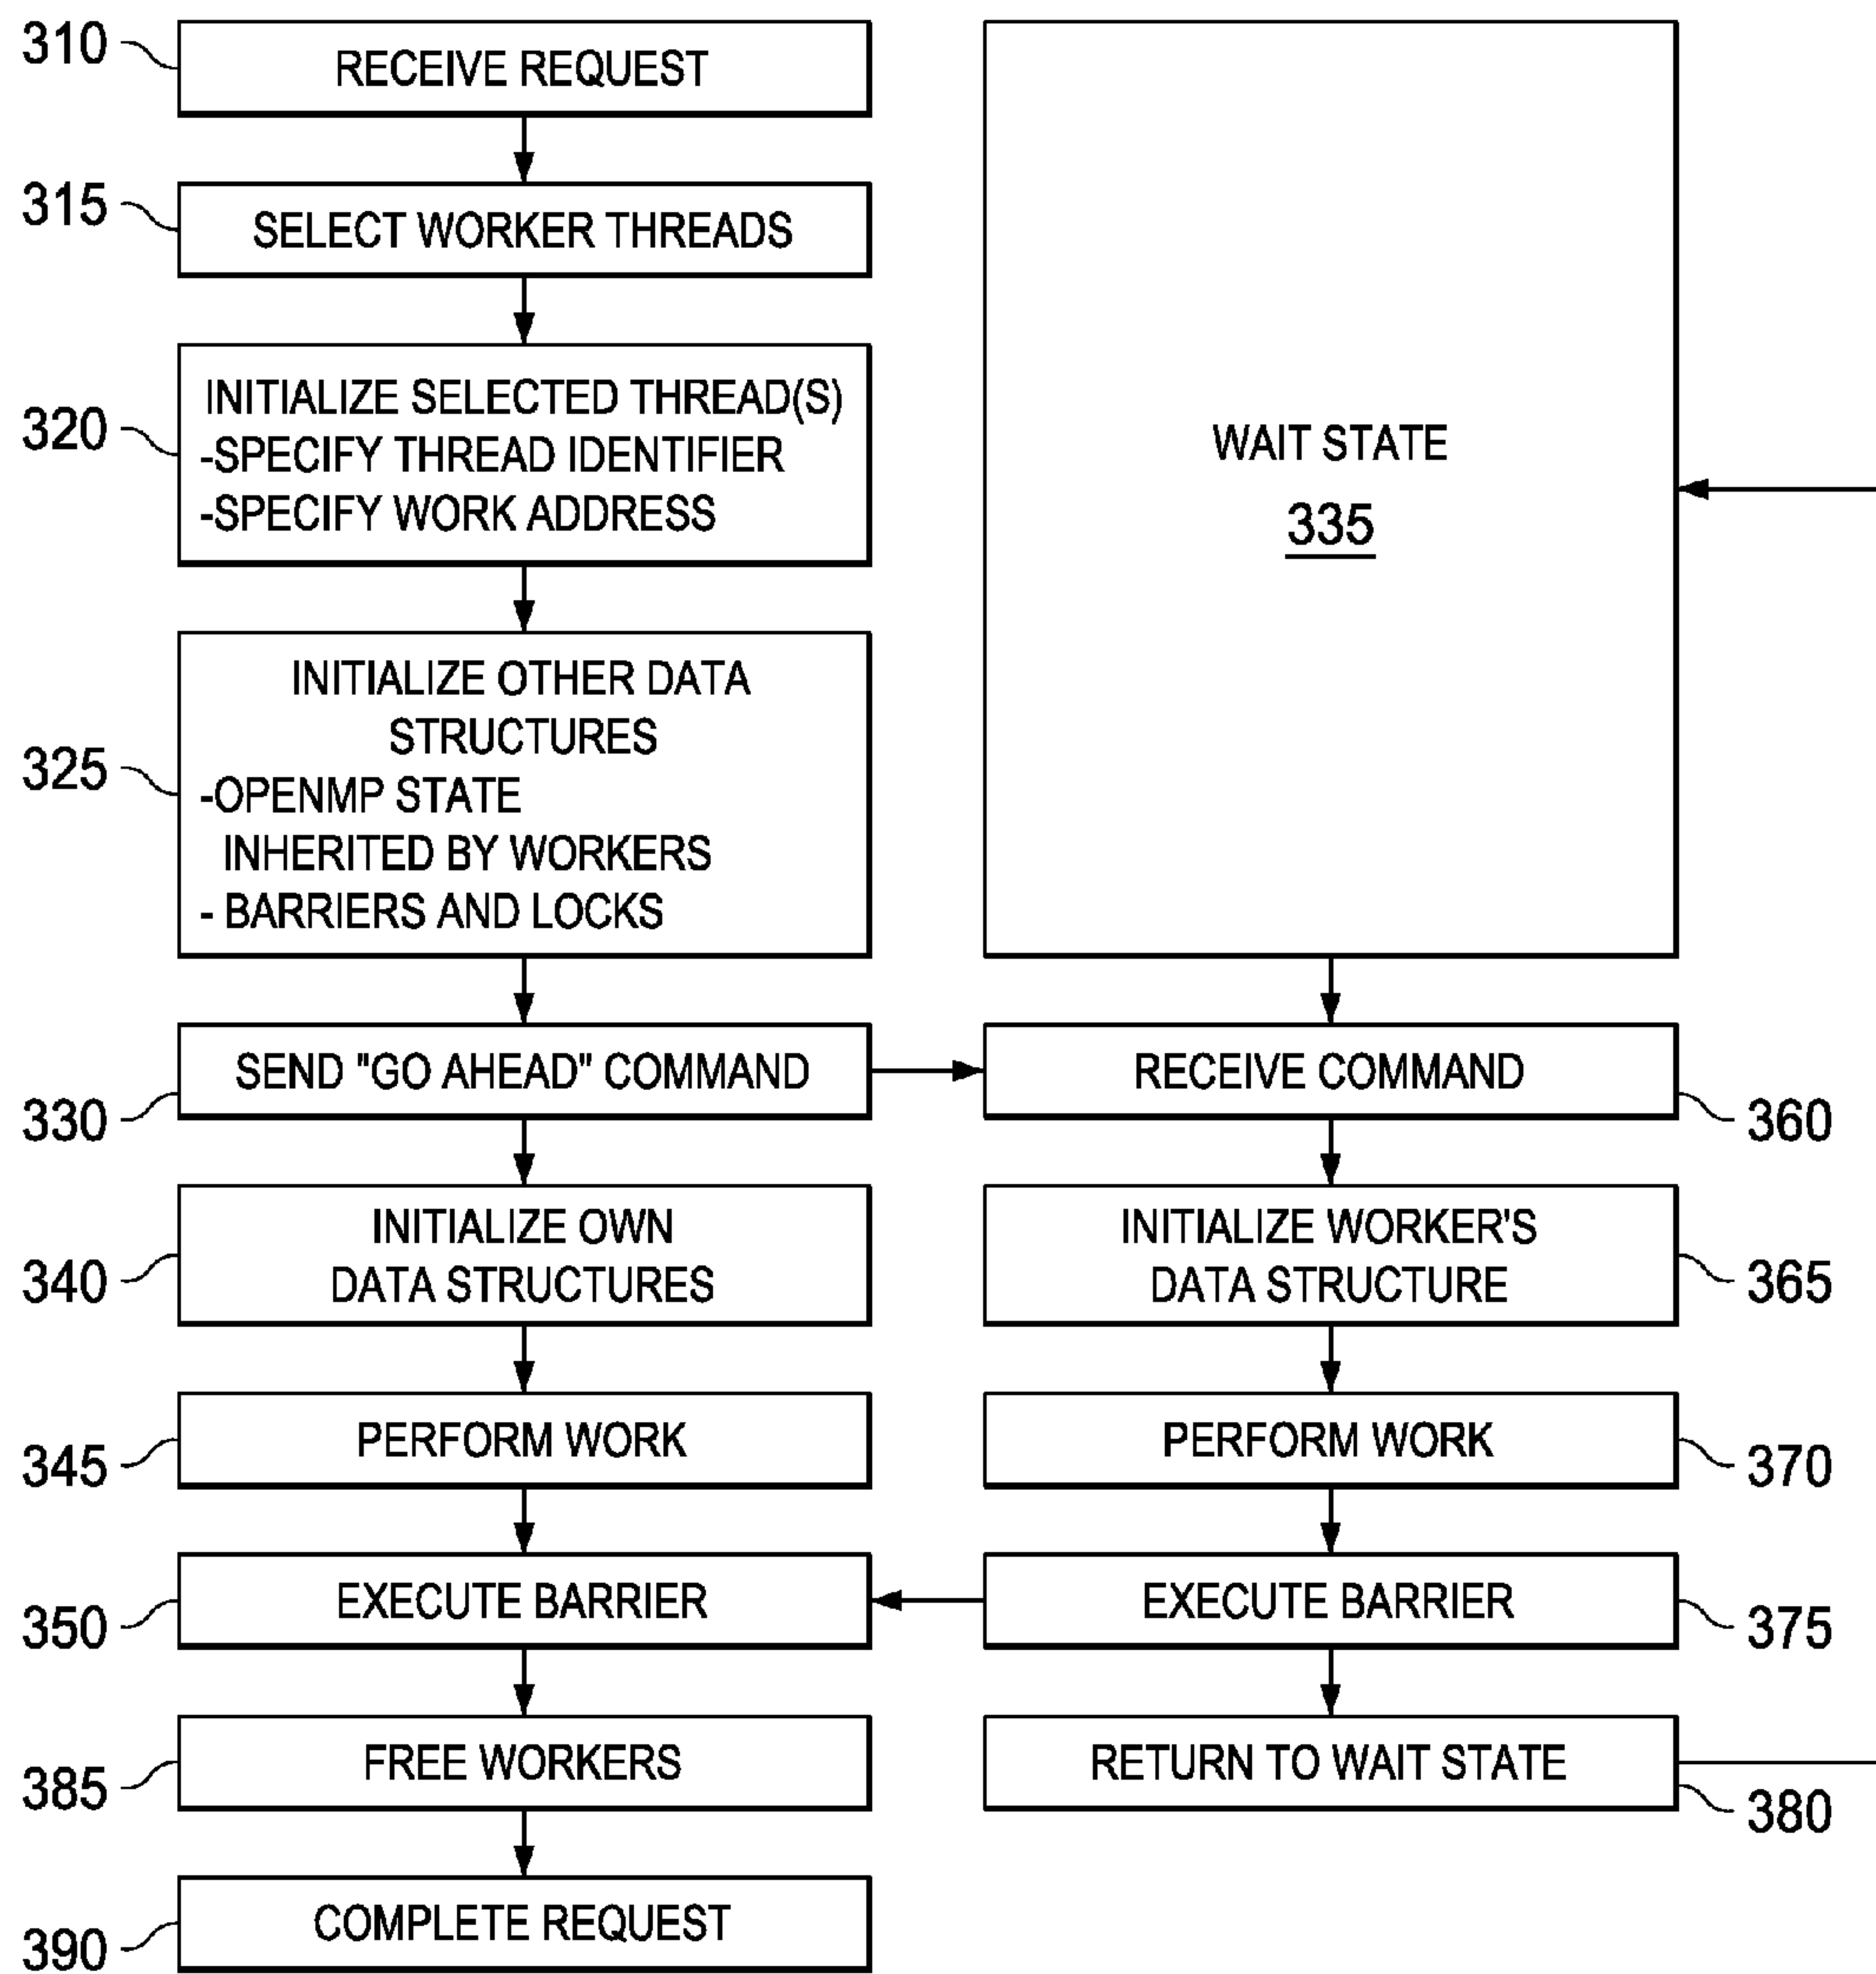 310
RECEIVE REQUEST
315
SELECT WORKER THREADS
320
INITIALIZE SELECTED THREAD(S)
-SPECIFY THREAD IDENTIFIER
-SPECIFY WORK ADDRESS
325
INITIALIZE OTHER DATA
STRUCTURES
-OPENMP STATE
INHERITED BY WORKERS
- BARRIERS AND LOCKS
WAIT STATE
335
330
SEND "GO AHEAD" COMMAND
RECEIVE COMMAND
360
340
INITIALIZE OWN
DATA STRUCTURES
INITIALIZE WORKER'S
DATA STRUCTURE
365
345
PERFORM WORK
PERFORM WORK
370
350
EXECUTE BARRIER
EXECUTE BARRIER
375
385
FREE WORKERS
RETURN TO WAIT STATE
380
390
COMPLETE REQUEST